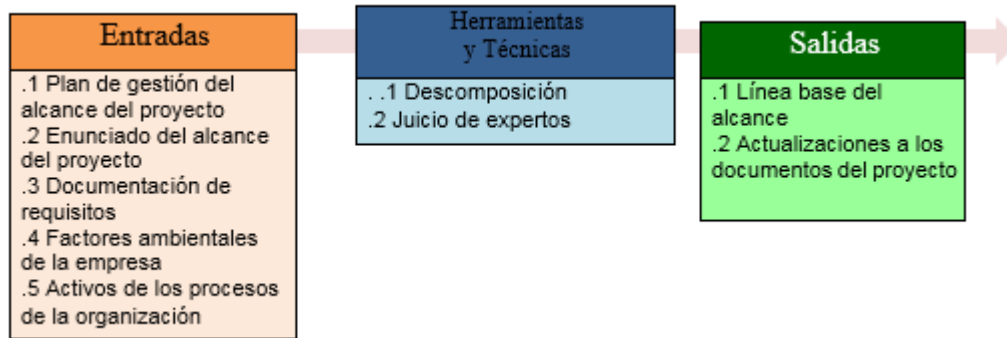 Entradas
.1 Plan de gestión del
alcance del proyecto
.2 Enunciado del alcance
del proyecto
.3 Documentación de
requisitos
.4 Factores ambientales
de la empresa
.5 Activos de los procesos
de la organización
Herramientas
y Técnicas
. .1 Descomposición
.2 Juicio de expertos
Salidas
.1 Línea base del
alcance
.2 Actualizaciones a los
documentos del proyecto